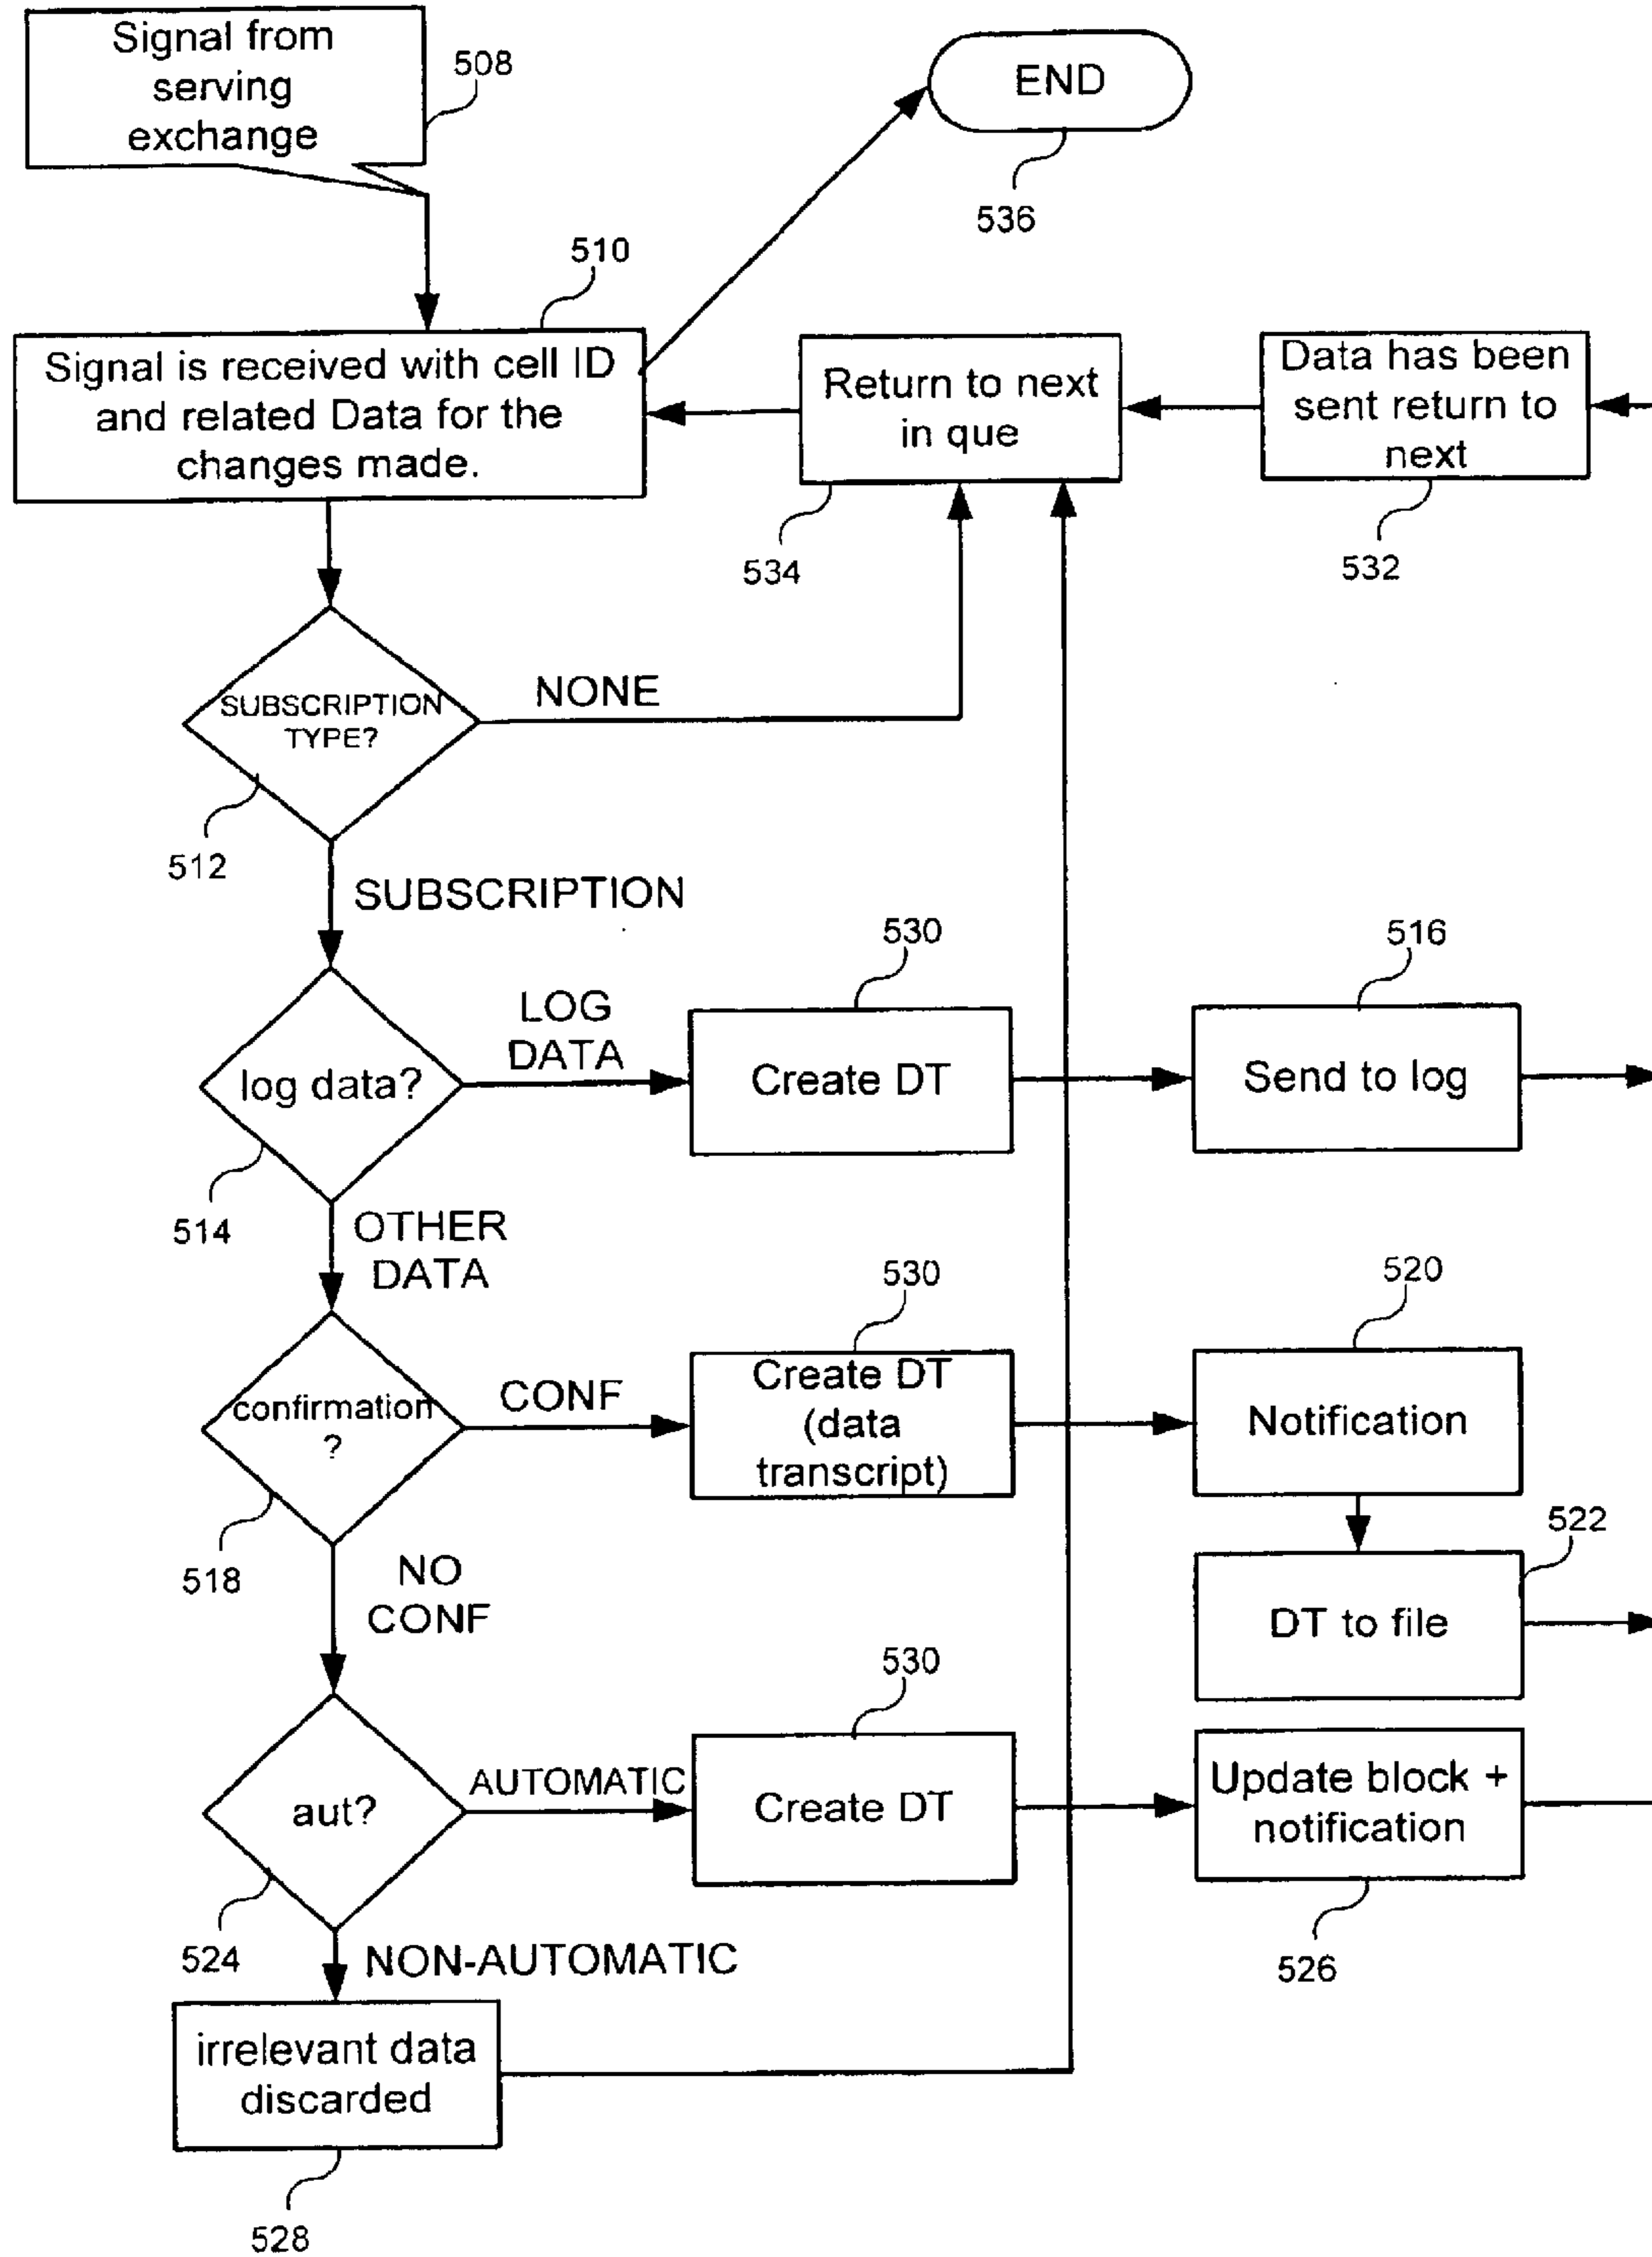 Signal from
serving
exchange
508
END
536
510
Signal is received with cell ID
and related Data for the
changes made.
Return to next
in que
534
Data has been
sent return to
next
532
SUBSCRIPTION
TYPE?
NONE
512
SUBSCRIPTION
530
516
LOG
DATA
log data?
Create DT
Send to log
514
OTHER
DATA
530
520
confirmation
?
CONF
Create DT
(data
transcript)
Notification
518
NO
CONF
522
DT to file
530
aut?
AUTOMATIC
Create DT
Update block +
notification
524
NON-AUTOMATIC
526
irrelevant data
discarded
528